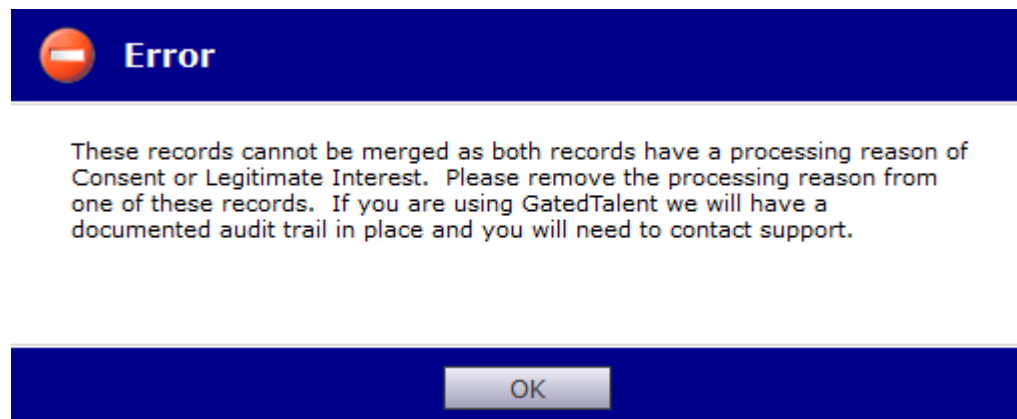 Error
These records cannot be merged as both records have a processing reason of
Consent or Legitimate Interest.  Please remove the processing reason from
one of these records.  If you are using GatedTalent we will have a
documented audit trail in place and you will need to contact support.
OK